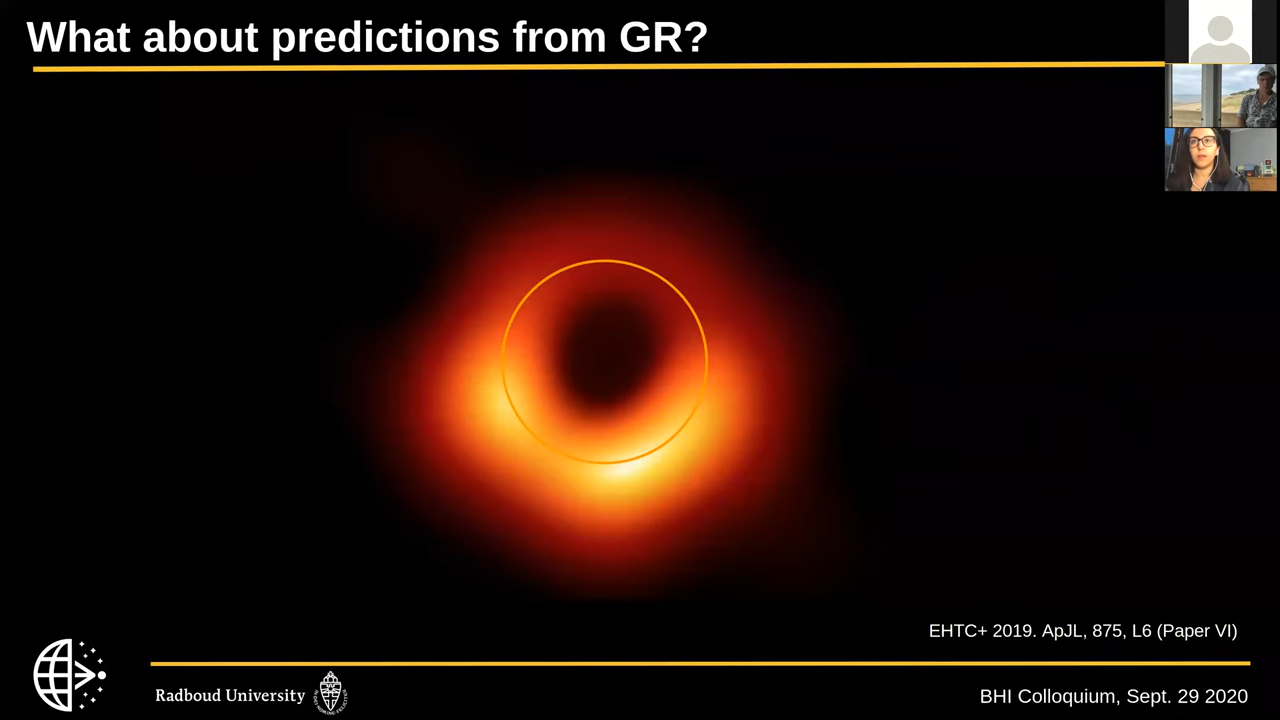 What about predictions from GR?
EHTC+ 2019. ApJL, 875, L6 (Paper VI)
Radboud University
BHI Colloquium, Sept. 29 2020